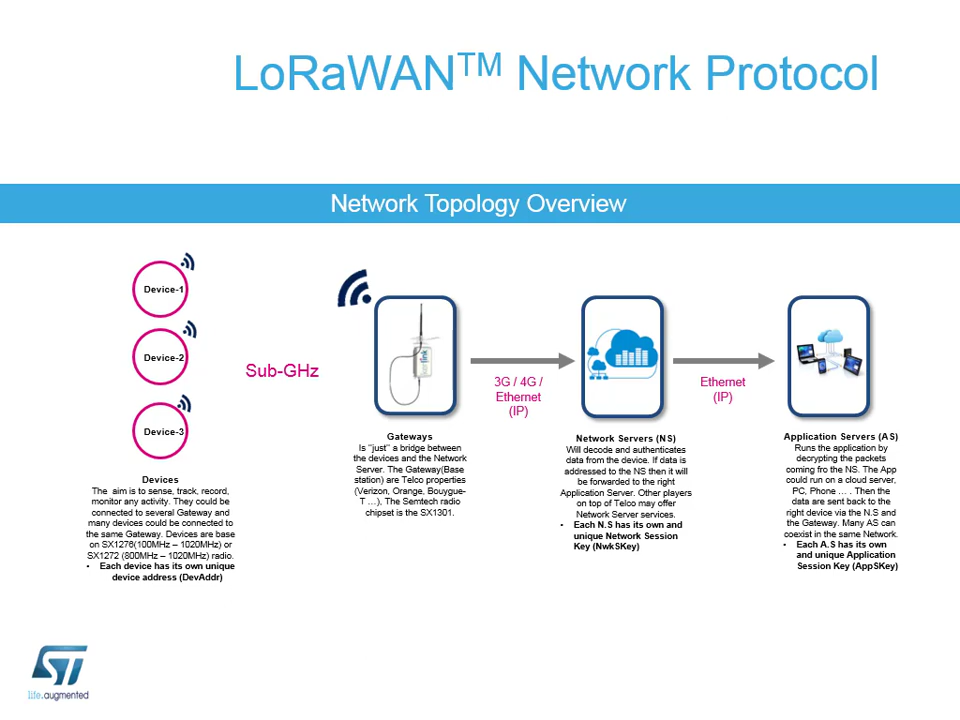 LoRaWAN™ Network Protocol
Network Topology Overview
Device-1
Device-2
Device-3
Sub-GHz
3G / 4G /
Ethernet
(IP)
Ethernet
(IP)
Devices
The aim is to sense, track, record,
monitor any activity. They could be
connected to several Gateway and
many devices could be connected to
the same Gateway. Devices are base
on SX1276(100MHz – 1020MHz) or
SX1272 (800MHz – 1020MHz) radio.
• Each device has its own unique
device address (DevAddr)
Gateways
Is "just" a bridge between
the devices and the Network
Server. The Gateway(Base
station) are Telco properties
(Verizon, Orange, Bouygue-
T …), The Semtech radio
chipset is the SX1301.
Network Servers (NS)
Will decode and authenticates
data from the device. If data is
addressed to the NS then it will
be forwarded to the right
Application Server. Other players
on top of Telco may offer
Network Server services.
• Each N.S has its own and
unique Network Session
Key (NwkSKey)
Application Servers (AS)
Runs the application by
decrypting the packets
coming fro the NS. The App
could run on a cloud server,
PC, Phone … . Then the
data are sent back to the
right device via the N.S and
the Gateway. Many AS can
coexist in the same Network.
• Each A.S has its own
and unique Application
Session Key (AppSKey)
ST
life.augmented